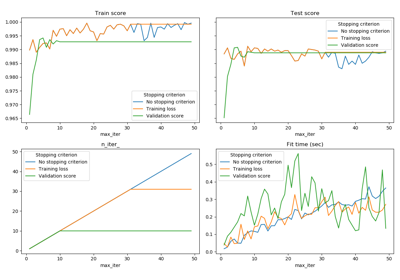 Train score
1.000
0.995
0.990
0.985
0.980
0.975
0.970
0.965
Stopping criterion
No stopping criterion
Training loss
Validation score
0 10 20 30 40 50
max_iter
Test score
Stopping criterion
No stopping criterion
Training loss
Validation score
0 10 20 30 40 50
max_iter
n_iter_
50
40
30
20
10
0
Stopping criterion
No stopping criterion
Training loss
Validation score
0 10 20 30 40 50
max_iter
Fit time (sec)
0.5
0.4
0.3
0.2
0.1
0.0
Stopping criterion
No stopping criterion
Training loss
Validation score
0 10 20 30 40 50
max_iter